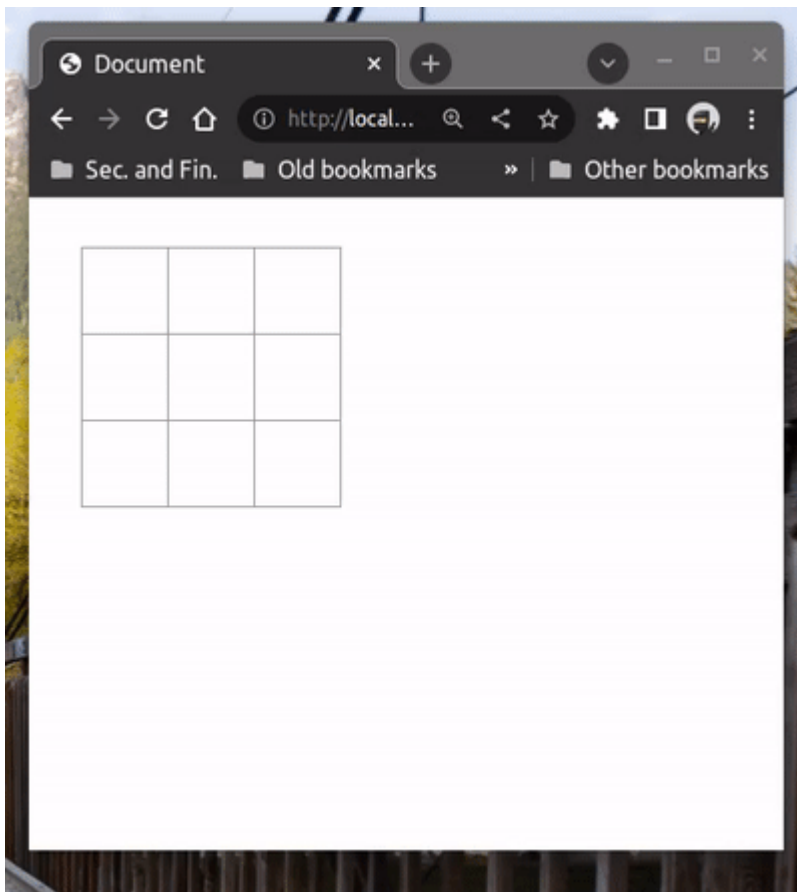 Document
http://local...
Sec. and Fin. Old bookmarks » Other bookmarks